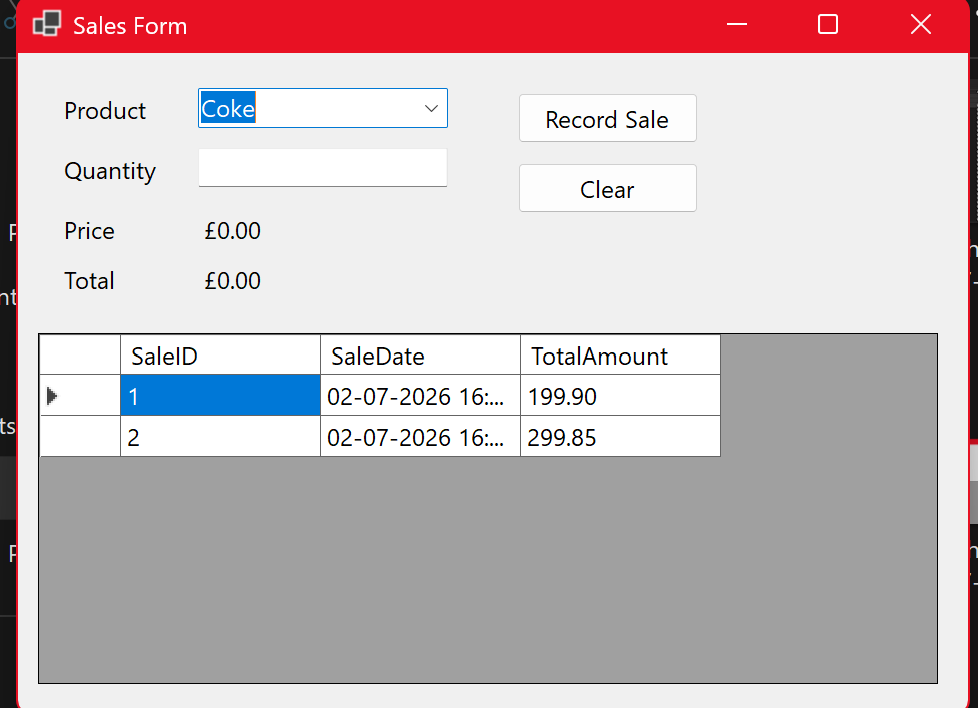 Sales Form
Product Coke Record Sale
Quantity
Clear
Price £0.00
Total £0.00
SaleID SaleDate TotalAmount
1 02-07-2026 16:... 199.90
2 02-07-2026 16:... 299.85